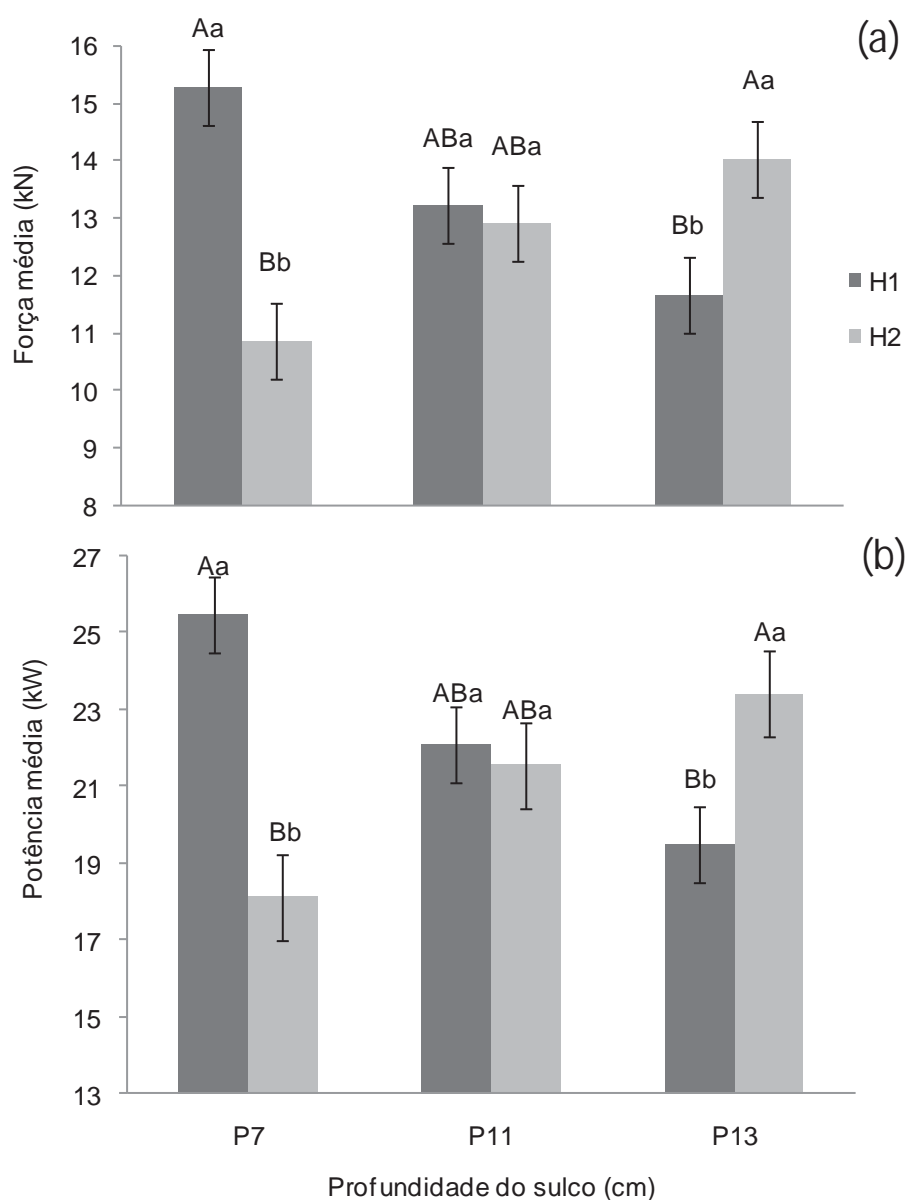 (a)
Força média (kN)
16
15
14
13
12
11
10
9
8
Aa
Bb
ABa
ABa
Bb
Aa
H1
H2
(b)
Potência média (kW)
27
25
23
21
19
17
15
13
Aa
Bb
ABa
ABa
Bb
Aa
P7
P11
P13
Profundidade do sulco (cm)